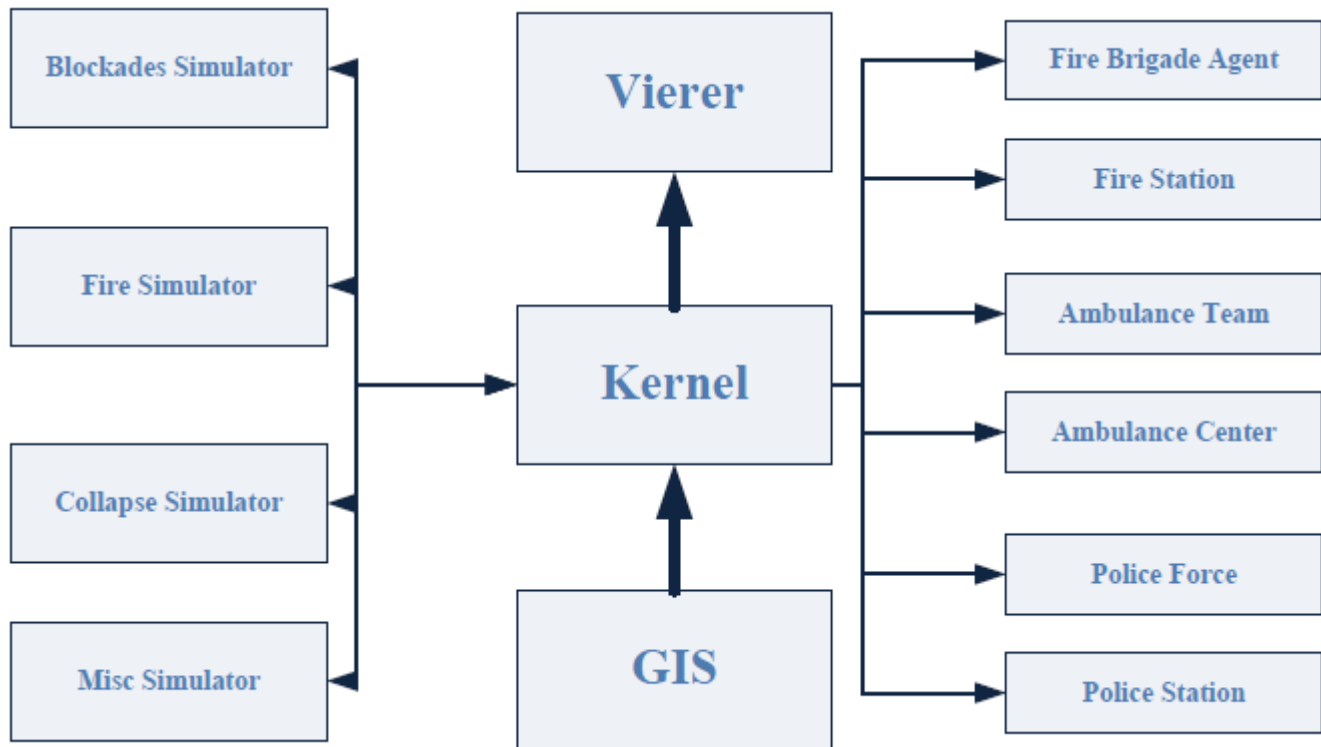 Blockades Simulator
Fire Simulator
Collapse Simulator
Misc Simulator
Vierer
Kernel
GIS
Fire Brigade Agent
Fire Station
Ambulance Team
Ambulance Center
Police Force
Police Station